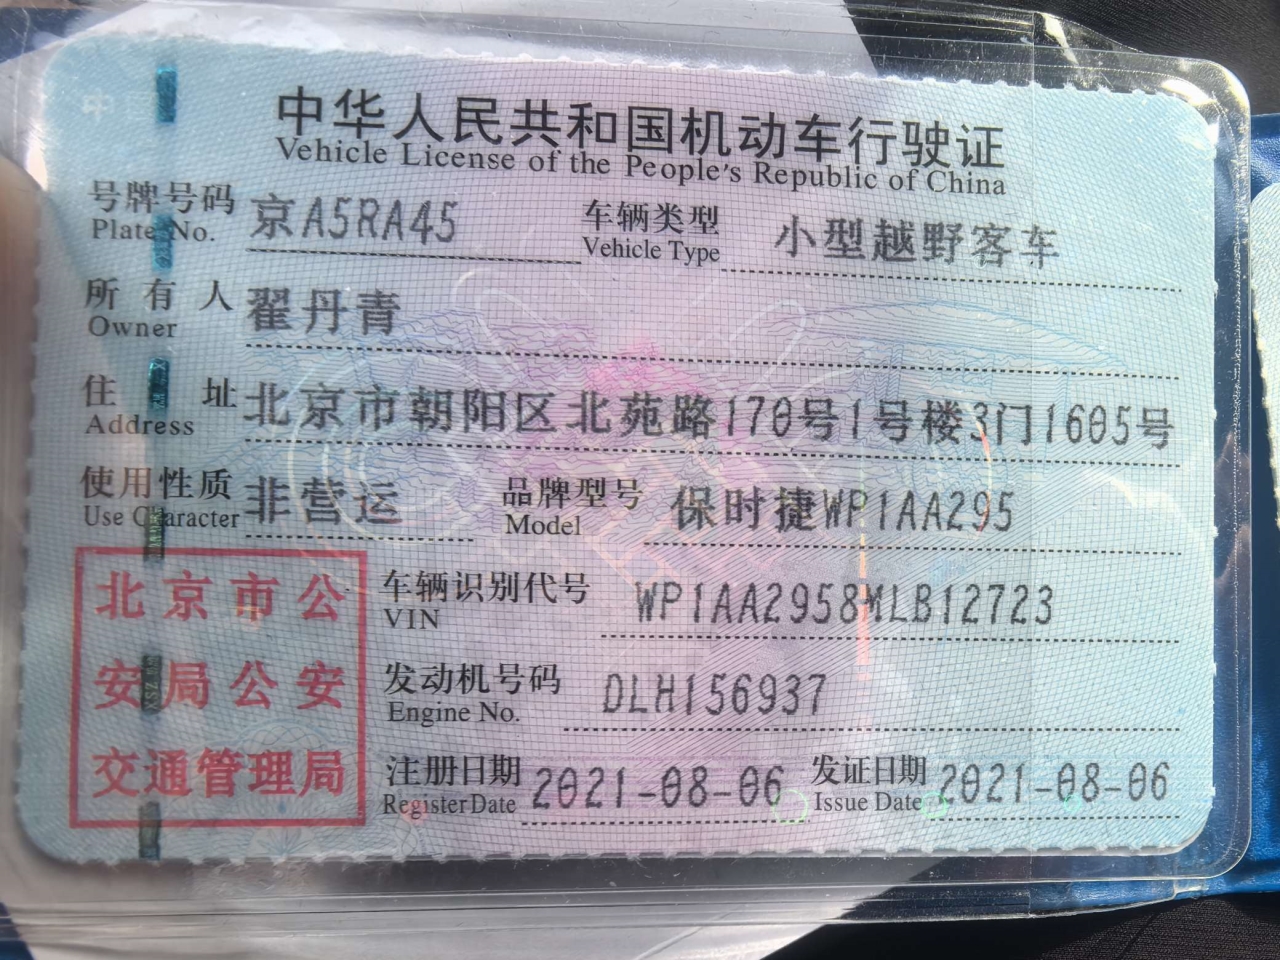 中华人民共和国机动车行驶证
Vehicle License of the People's Republic of China
号牌号码 京A5RA45 车辆类型 小型越野客车
Plate No. Vehicle Type
所有人 翟丹青
Owner
住址 北京市朝阳区北苑路170号1号楼3门1605号
Address
使用性质 非营运 品牌型号 保时捷WP1AA295
Use Character Model
车辆识别代号 WP1AA2958MLB12723
VIN
发动机号码 DLH156937
Engine No.
注册日期 2021-08-06 发证日期 2021-08-06
Register Date Issue Date
北京市公
安局公安
交通管理局